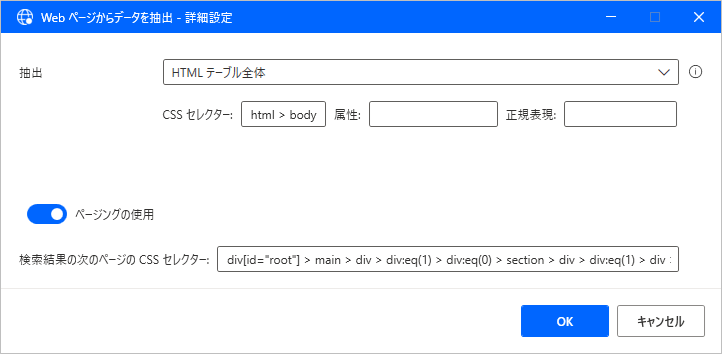 Web ページからデータを抽出 - 詳細設定
抽出 HTML テーブル全体
CSS セレクター: html > body 属性: 正規表現:
ページングの使用
検索結果の次のページの CSS セレクター: div[id="root"] > main > div > div:eq(1) > div:eq(0) > section > div > div:eq(1) > div
OK キャンセル